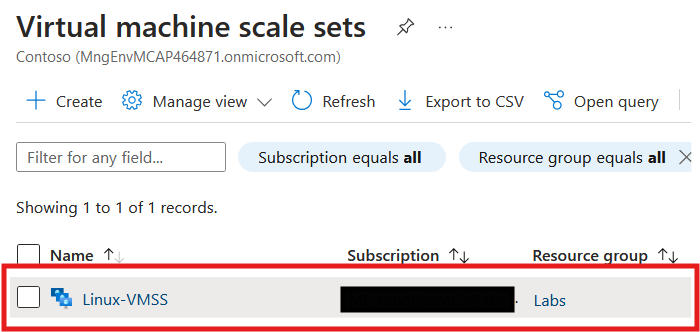 Virtual machine scale sets
Contoso (MngEnvMCAP464871.onmicrosoft.com)
+ Create Manage view Refresh Export to CSV Open query
Filter for any field... Subscription equals all Resource group equals all
Showing 1 to 1 of 1 records.
Name Subscription Resource group
Linux-VMSS Labs